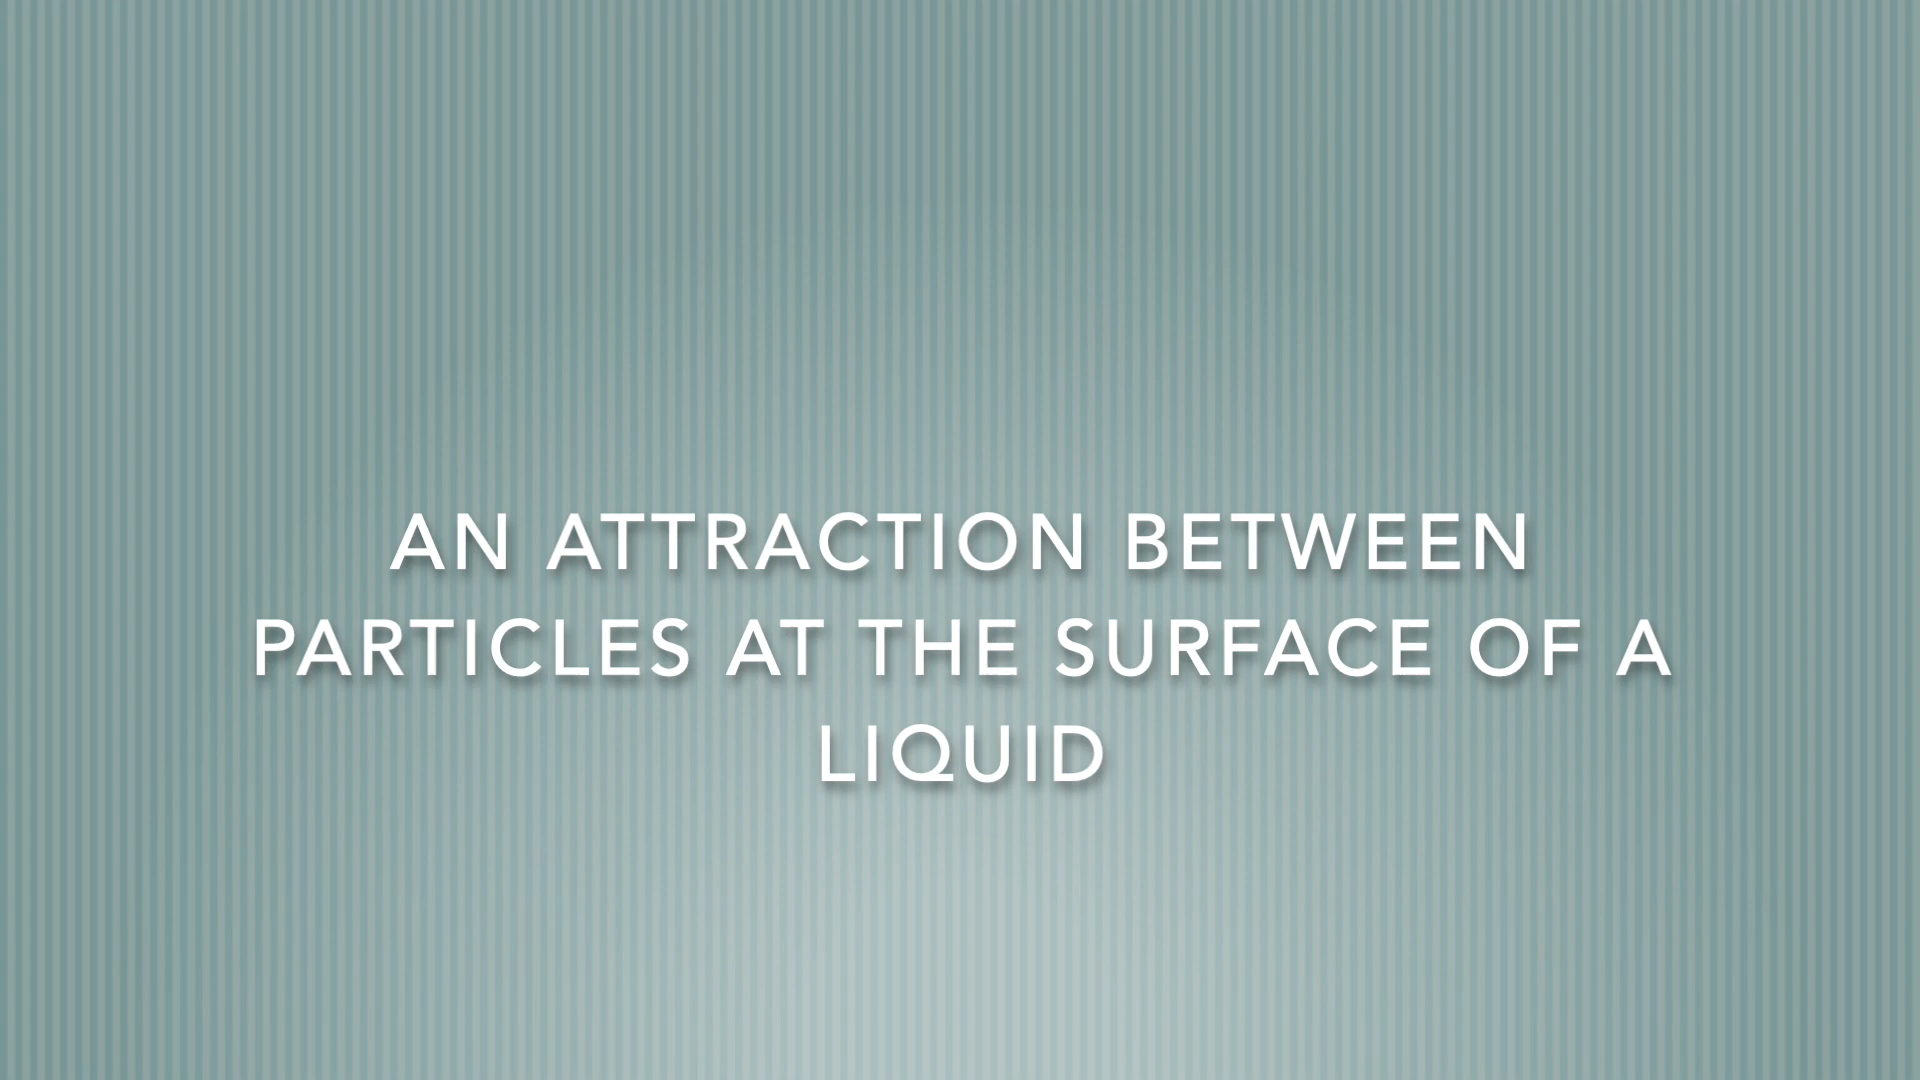 AN ATTRACTION BETWEEN
PARTICLES AT THE SURFACE OF A
LIQUID